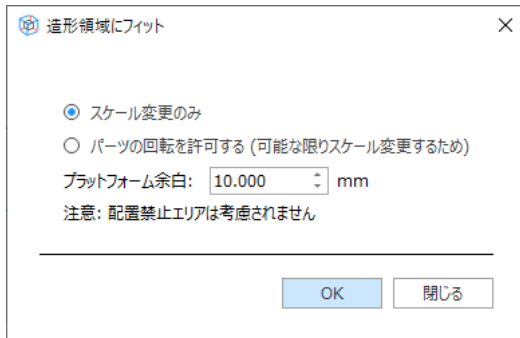 造形領域にフィット
スケール変更のみ
パーツの回転を許可する (可能な限りスケール変更するため)
プラットフォーム余白: 10.000 mm
注意: 配置禁止エリアは考慮されません
OK 閉じる